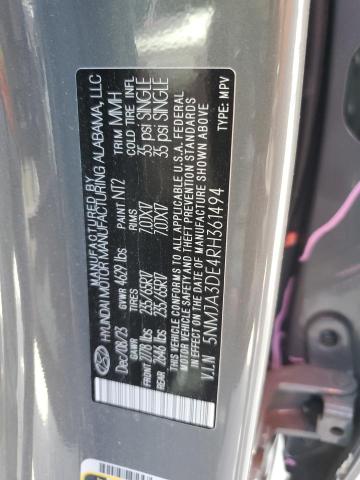 MANUFACTURED BY
HYUNDAI MOTOR MANUFACTURING ALABAMA, LLC
Dec/08/23 PAINT NT2 TRIM MMH
GVWR 4629 lbs
GAWR TIRES RIMS COLD TIRE INFL
FRONT 2778 lbs 235/65R17 7.0JX17 35 psi SINGLE
REAR 2846 lbs 235/65R17 7.0JX17 35 psi SINGLE
THIS VEHICLE CONFORMS TO ALL APPLICABLE U.S.A. FEDERAL
MOTOR VEHICLE SAFETY AND THEFT PREVENTION STANDARDS
IN EFFECT ON THE DATE OF MANUFACTURE SHOWN ABOVE.
V.I.N 5NMJA3DE4RH361494 TYPE: MPV